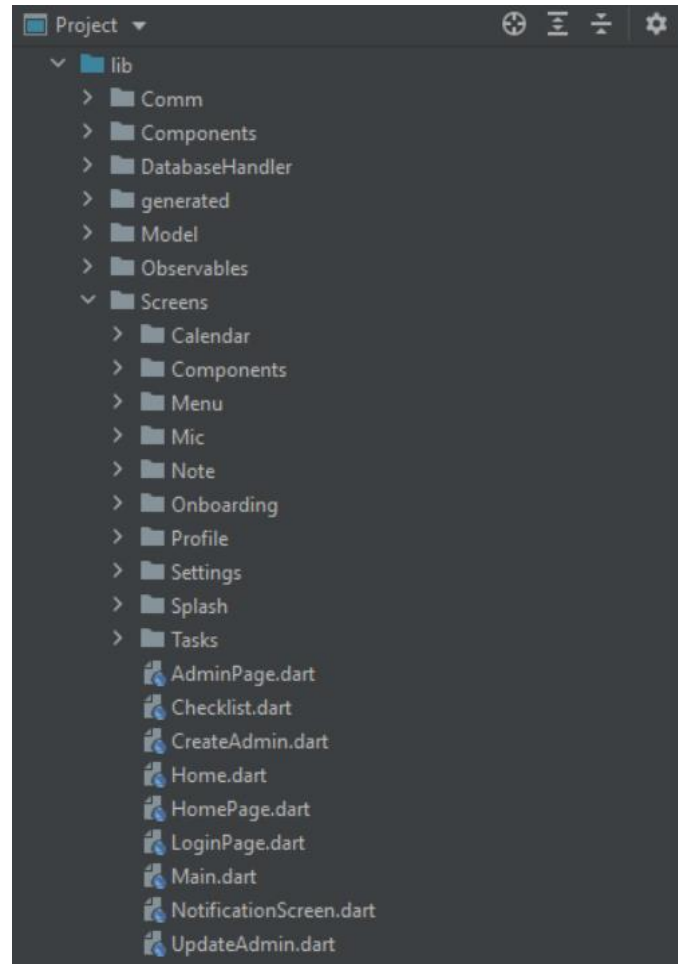 Project
lib
Comm
Components
DatabaseHandler
generated
Model
Observables
Screens
Calendar
Components
Menu
Mic
Note
Onboarding
Profile
Settings
Splash
Tasks
AdminPage.dart
Checklist.dart
CreateAdmin.dart
Home.dart
HomePage.dart
LoginPage.dart
Main.dart
NotificationScreen.dart
UpdateAdmin.dart